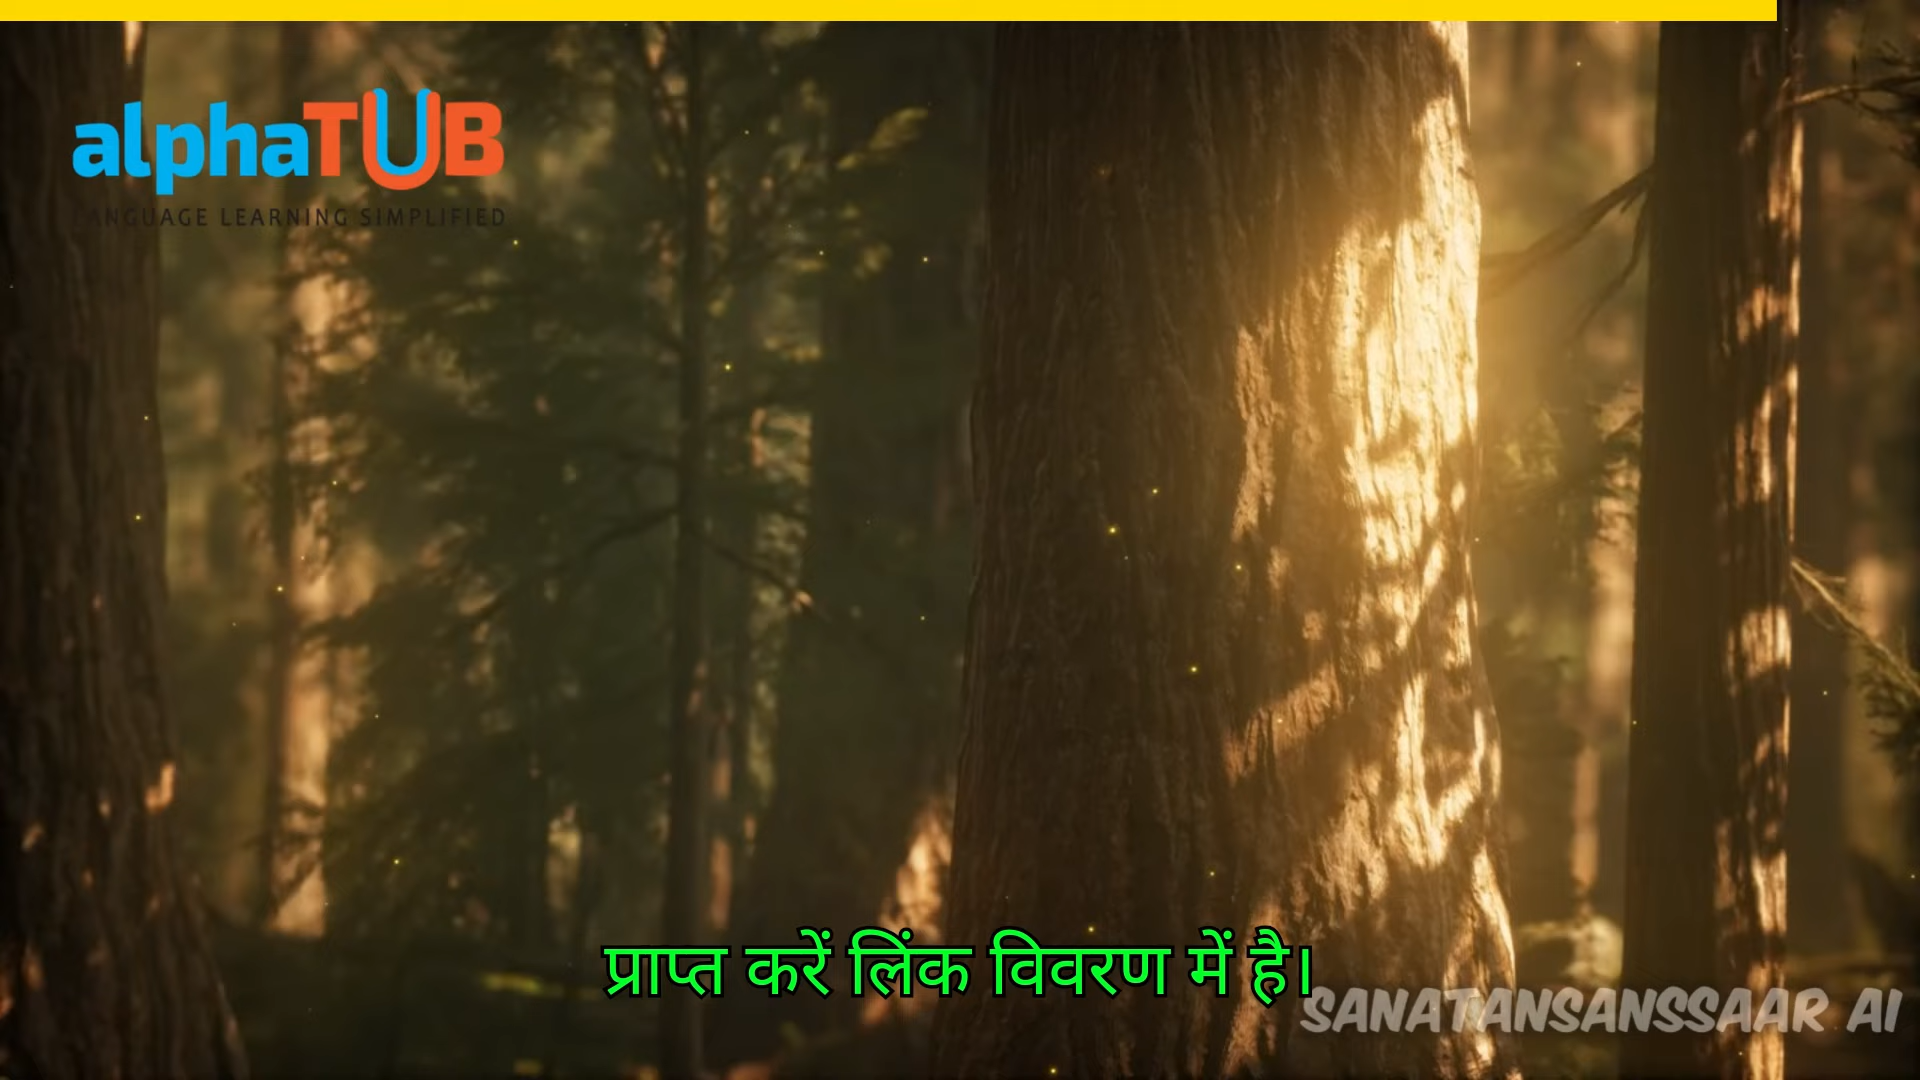 alphaTUB
LANGUAGE LEARNING SIMPLIFIED
प्राप्त करें लिंक विवरण में है।
SANATANSANSSAAR AI